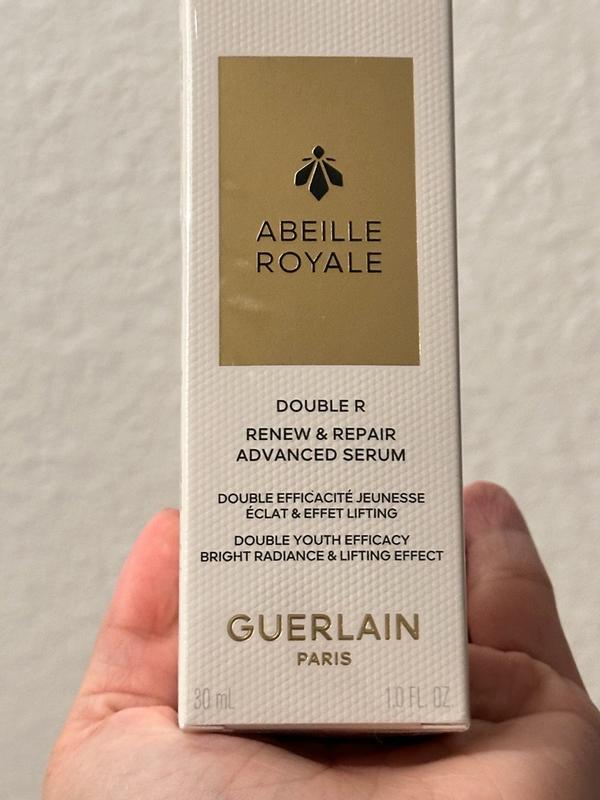 ABEILLE
ROYALE
DOUBLE R
RENEW & REPAIR
ADVANCED SERUM
DOUBLE EFFICACITÉ JEUNESSE
ÉCLAT & EFFET LIFTING
DOUBLE YOUTH EFFICACY
BRIGHT RADIANCE & LIFTING EFFECT
GUERLAIN
PARIS
30 mL 1.0 FL. OZ.